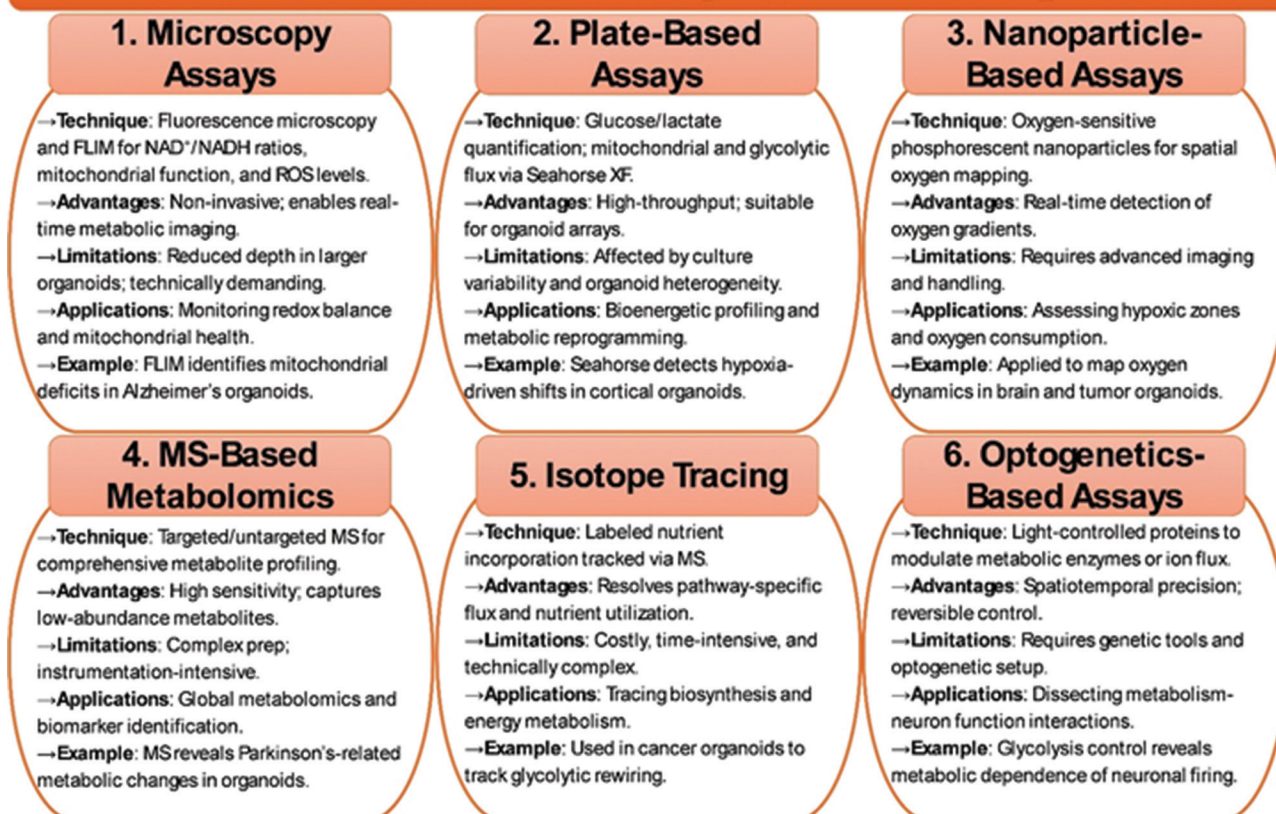 1. Microscopy
Assays
→Technique: Fluorescence microscopy
and FLIM for NAD⁺/NADH ratios,
mitochondrial function, and ROS levels.
→Advantages: Non-invasive; enables real-
time metabolic imaging.
→Limitations: Reduced depth in larger
organoids; technically demanding.
→Applications: Monitoring redox balance
and mitochondrial health.
→Example: FLIM identifies mitochondrial
deficits in Alzheimer's organoids.
2. Plate-Based
Assays
→Technique: Glucose/lactate
quantification; mitochondrial and glycolytic
flux via Seahorse XF.
→Advantages: High-throughput; suitable
for organoid arrays.
→Limitations: Affected by culture
variability and organoid heterogeneity.
→Applications: Bioenergetic profiling and
metabolic reprogramming.
→Example: Seahorse detects hypoxia-
driven shifts in cortical organoids.
3. Nanoparticle-
Based Assays
→Technique: Oxygen-sensitive
phosphorescent nanoparticles for spatial
oxygen mapping.
→Advantages: Real-time detection of
oxygen gradients.
→Limitations: Requires advanced imaging
and handling.
→Applications: Assessing hypoxic zones
and oxygen consumption.
→Example: Applied to map oxygen
dynamics in brain and tumor organoids.
4. MS-Based
Metabolomics
→Technique: Targeted/untargeted MS for
comprehensive metabolite profiling.
→Advantages: High sensitivity; captures
low-abundance metabolites.
→Limitations: Complex prep;
instrumentation-intensive.
→Applications: Global metabolomics and
biomarker identification.
→Example: MS reveals Parkinson's-related
metabolic changes in organoids.
5. Isotope Tracing
→Technique: Labeled nutrient
incorporation tracked via MS.
→Advantages: Resolves pathway-specific
flux and nutrient utilization.
→Limitations: Costly, time-intensive, and
technically complex.
→Applications: Tracing biosynthesis and
energy metabolism.
→Example: Used in cancer organoids to
track glycolytic rewiring.
6. Optogenetics-
Based Assays
→Technique: Light-controlled proteins to
modulate metabolic enzymes or ion flux.
→Advantages: Spatiotemporal precision;
reversible control.
→Limitations: Requires genetic tools and
optogenetic setup.
→Applications: Dissecting metabolism-
neuron function interactions.
→Example: Glycolysis control reveals
metabolic dependence of neuronal firing.